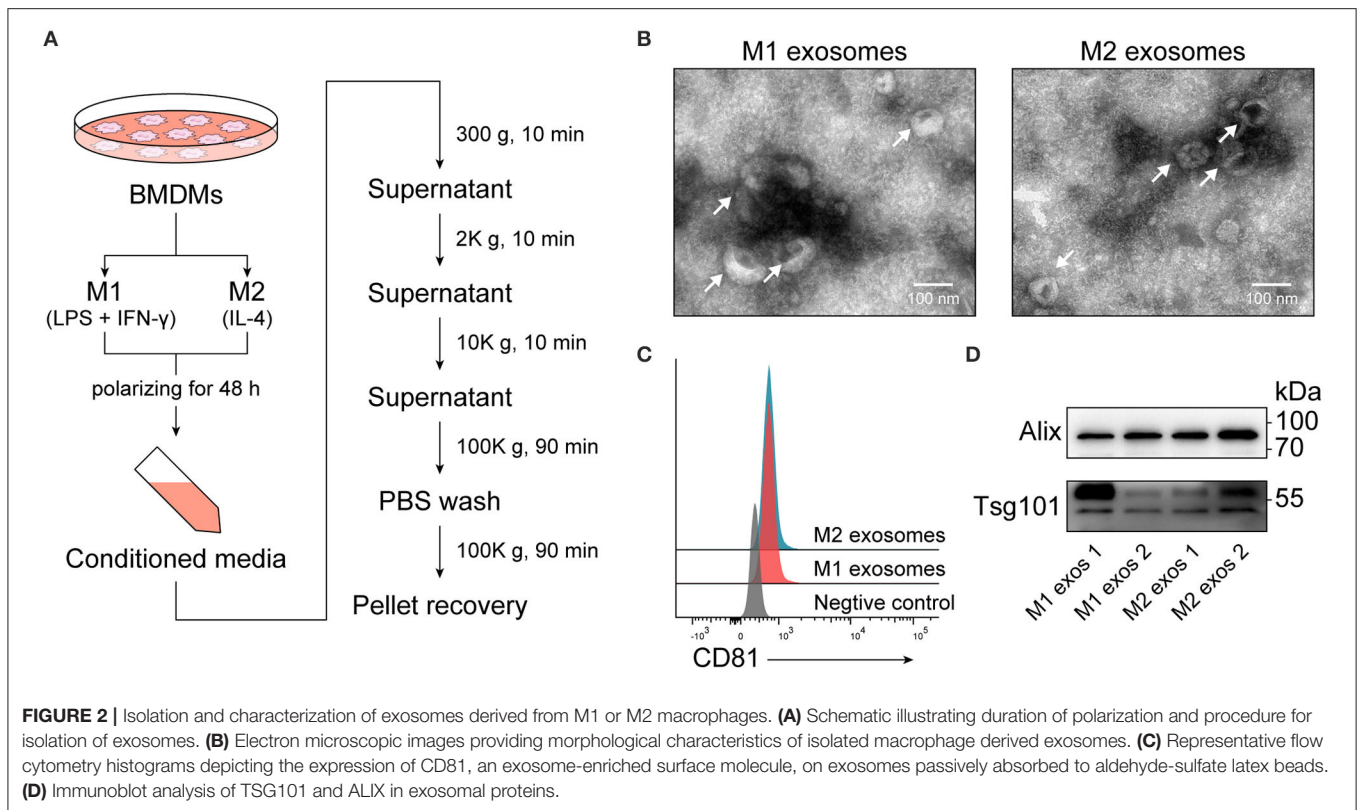 A
BMDMs
M1
M2
(LPS + IFN-γ)
(IL-4)
polarizing for 48 h
Conditioned media
300 g, 10 min
Supernatant
2K g, 10 min
Supernatant
10K g, 10 min
Supernatant
100K g, 90 min
PBS wash
100K g, 90 min
Pellet recovery
B
M1 exosomes
M2 exosomes
100 nm
100 nm
C
M2 exosomes
M1 exosomes
Negtive control
-10³ 0 10³ 10⁴ 10⁵
CD81
D
kDa
Alix
100
70
Tsg101
55
M1 exos 1
M1 exos 2
M2 exos 1
M2 exos 2
FIGURE 2 | Isolation and characterization of exosomes derived from M1 or M2 macrophages. (A) Schematic illustrating duration of polarization and procedure for
isolation of exosomes. (B) Electron microscopic images providing morphological characteristics of isolated macrophage derived exosomes. (C) Representative flow
cytometry histograms depicting the expression of CD81, an exosome-enriched surface molecule, on exosomes passively absorbed to aldehyde-sulfate latex beads.
(D) Immunoblot analysis of TSG101 and ALIX in exosomal proteins.